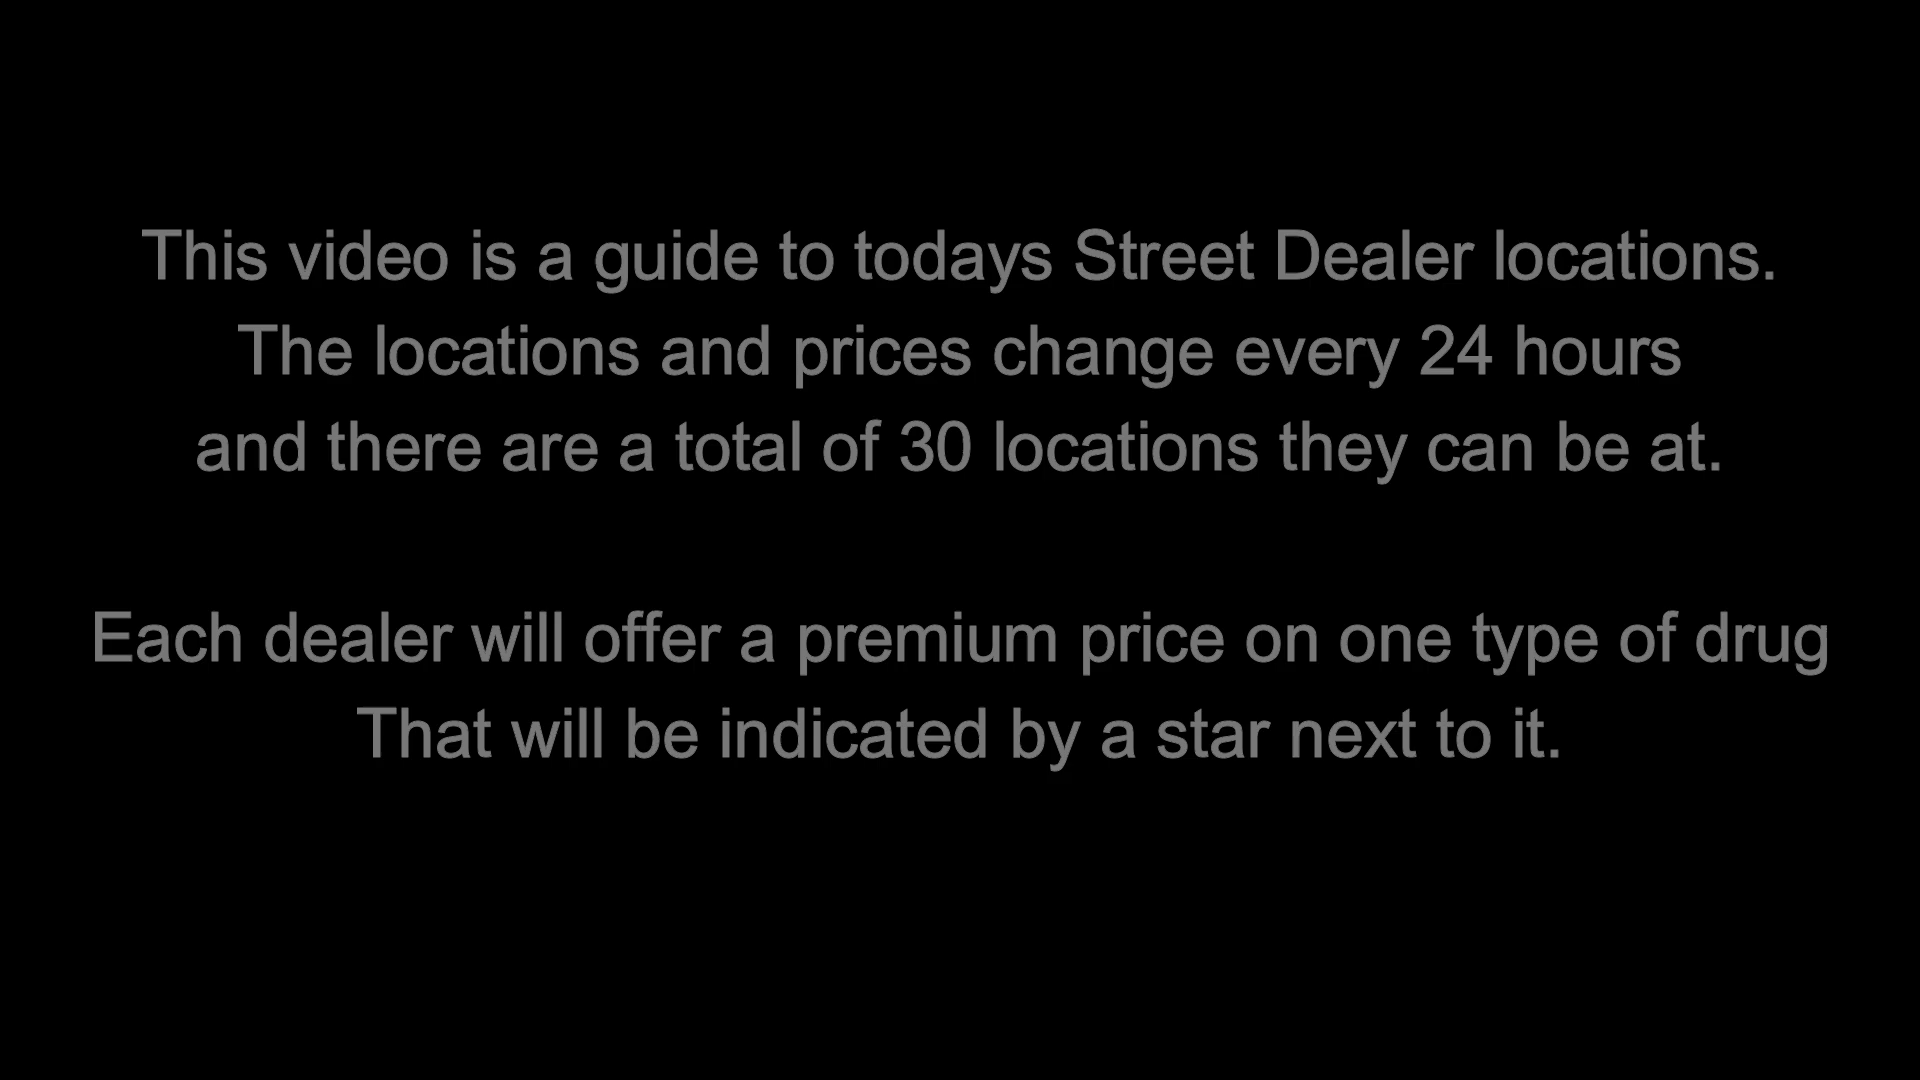 This video is a guide to todays Street Dealer locations.
The locations and prices change every 24 hours
and there are a total of 30 locations they can be at.
Each dealer will offer a premium price on one type of drug
That will be indicated by a star next to it.